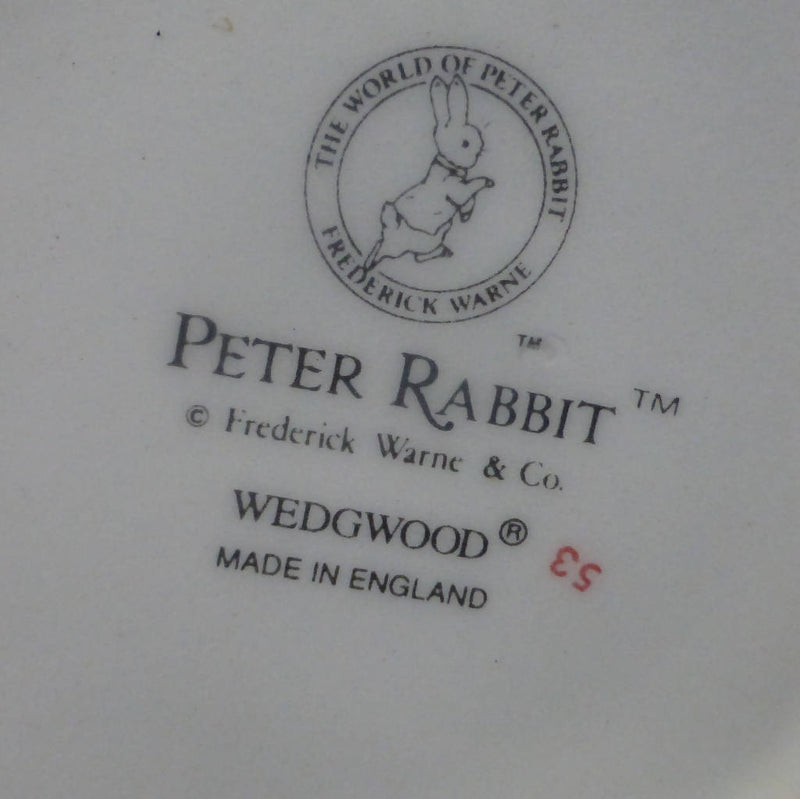 THE WORLD OF PETER RABBIT
FREDERICK WARNE
™
PETER RABBIT ™
© Frederick Warne & Co.
WEDGWOOD®
MADE IN ENGLAND
53